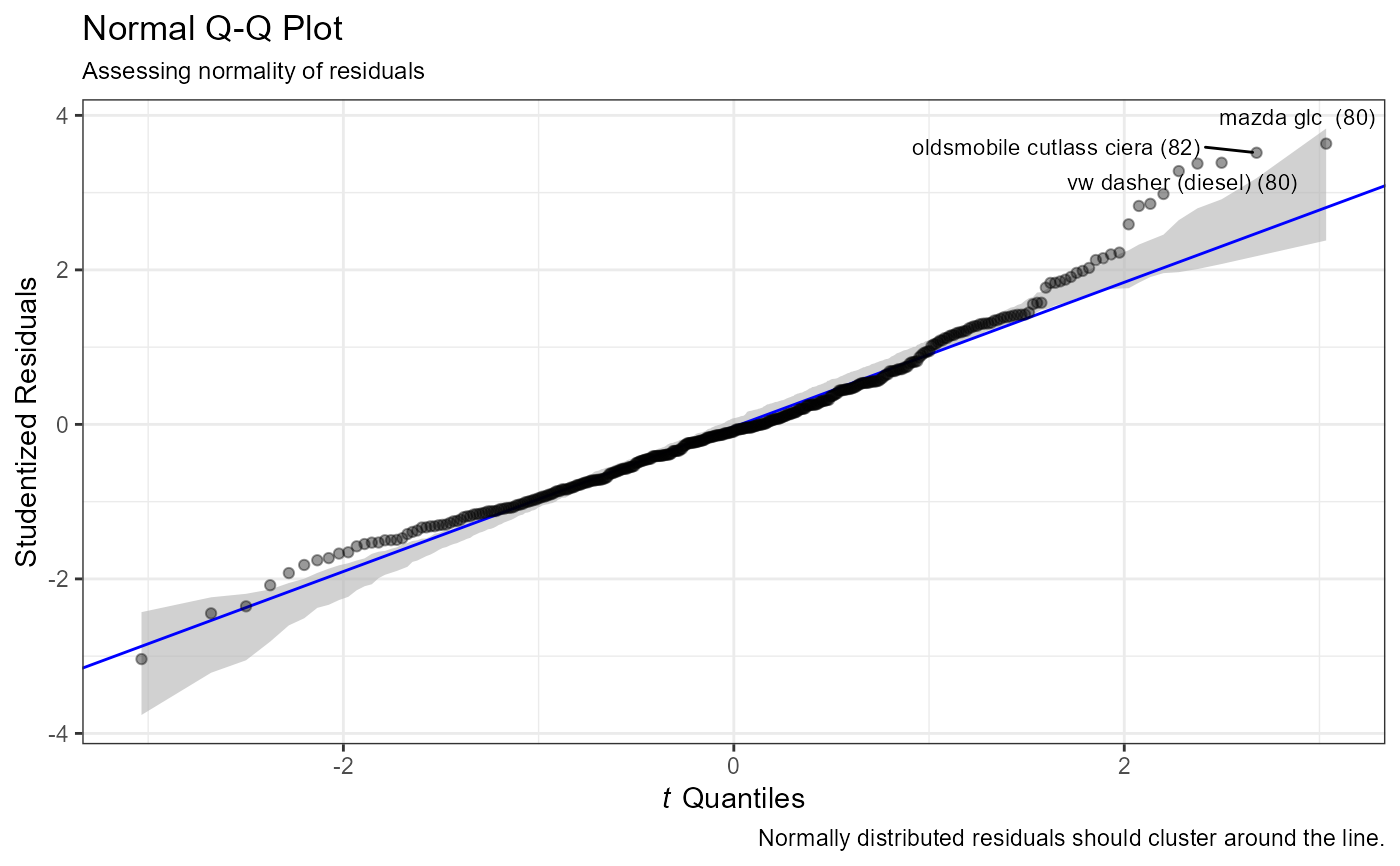 Normal Q-Q Plot
Assessing normality of residuals
4
2
0
-2
-4
Studentized Residuals
mazda glc (80)
oldsmobile cutlass ciera (82)
vw dasher (diesel) (80)
-2 0 2
t Quantiles
Normally distributed residuals should cluster around the line.